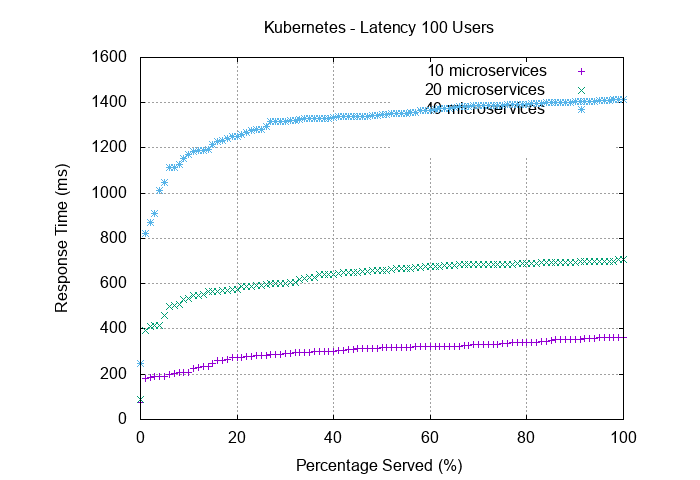 Kubernetes - Latency 100 Users
1600
1400
1200
1000
800
600
400
200
0
0 20 40 60 80 100
Response Time (ms)
Percentage Served (%)
10 microservices
20 microservices
40 microservices